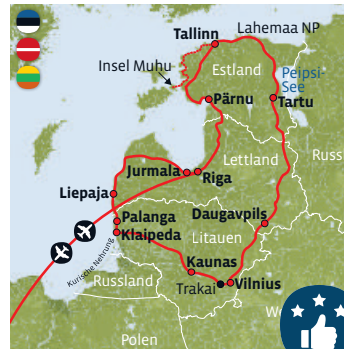 Tallinn
Lahemaa NP
Insel Muhu
Estland
Peipsi-
See
Pärnu
Tartu
Lettland
Russ
Jurmala
Riga
Liepaja
Palanga
Daugavpils
Klaipeda
Litauen
Kurische Nehrung
Kaunas
Russland
Trakai
Vilnius
We
Polen